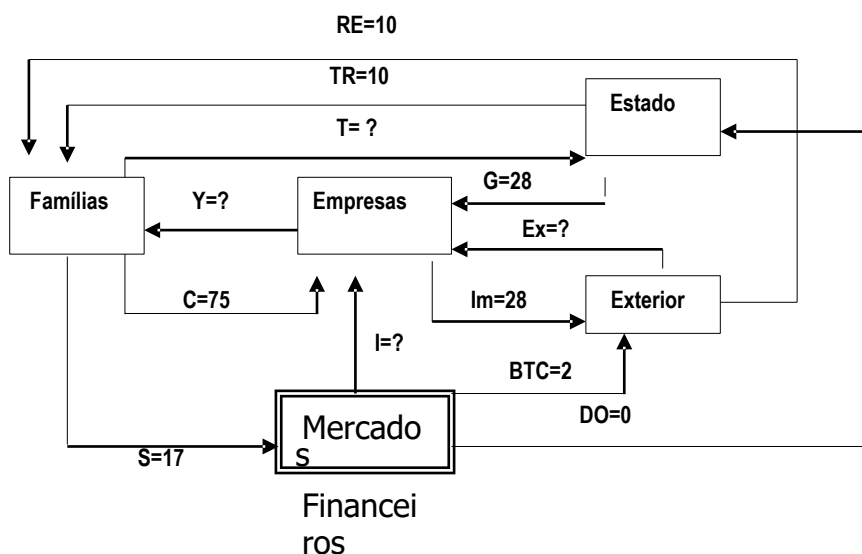 RE=10
TR=10
Estado
T= ?
G=28
Famílias
Y=?
Empresas
Ex=?
C=75
Im=28
Exterior
I=?
BTC=2
DO=0
Mercado
s
S=17
Financei
ros